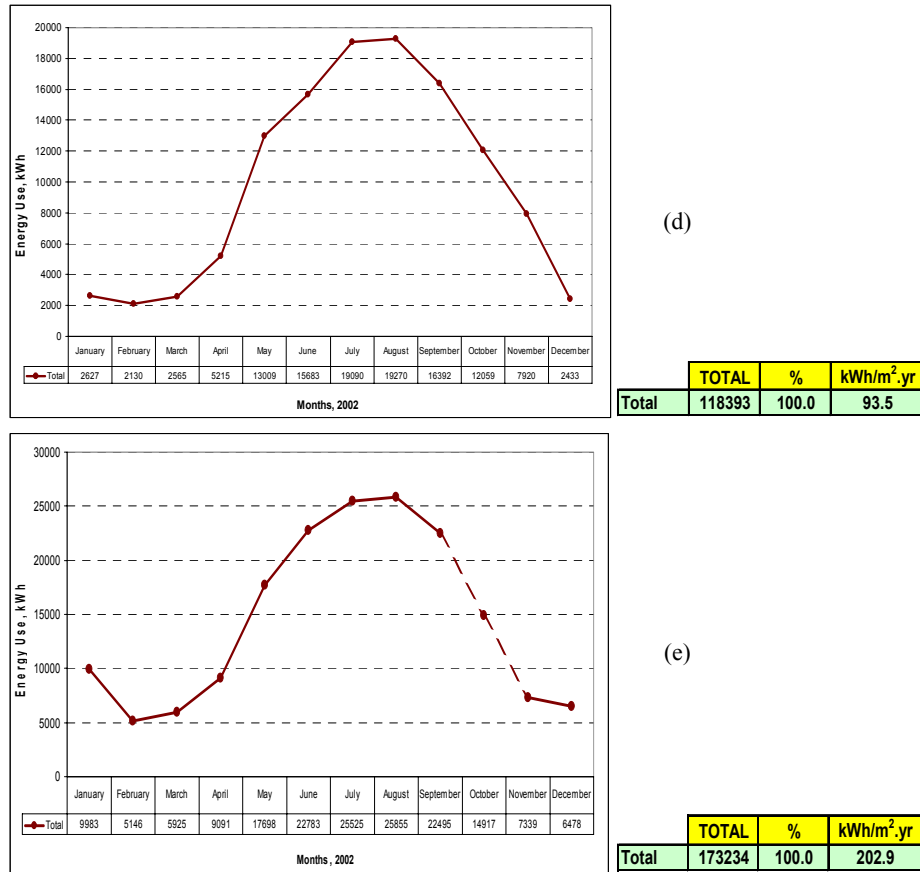 20000
18000
16000
14000
12000
10000
8000
6000
4000
2000
0
Energy Use, kWh
January February March April May June July August September October November December
Total 2627 2130 2565 5215 13009 15683 19090 19270 16392 12059 7920 2433
Months, 2002
(d)
TOTAL % kWh/m².yr
Total 118393 100.0 93.5
30000
25000
20000
15000
10000
5000
0
Energy Use, kWh
January February March April May June July August September October November December
Total 9983 5146 5925 9091 17698 22783 25525 25855 22495 14917 7339 6478
Months, 2002
(e)
TOTAL % kWh/m².yr
Total 173234 100.0 202.9